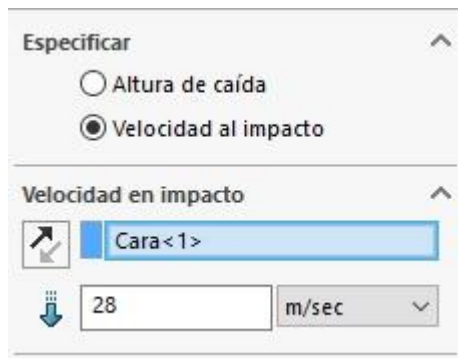 Especificar
Altura de caída
Velocidad al impacto
Velocidad en impacto
Cara<1>
28 m/sec